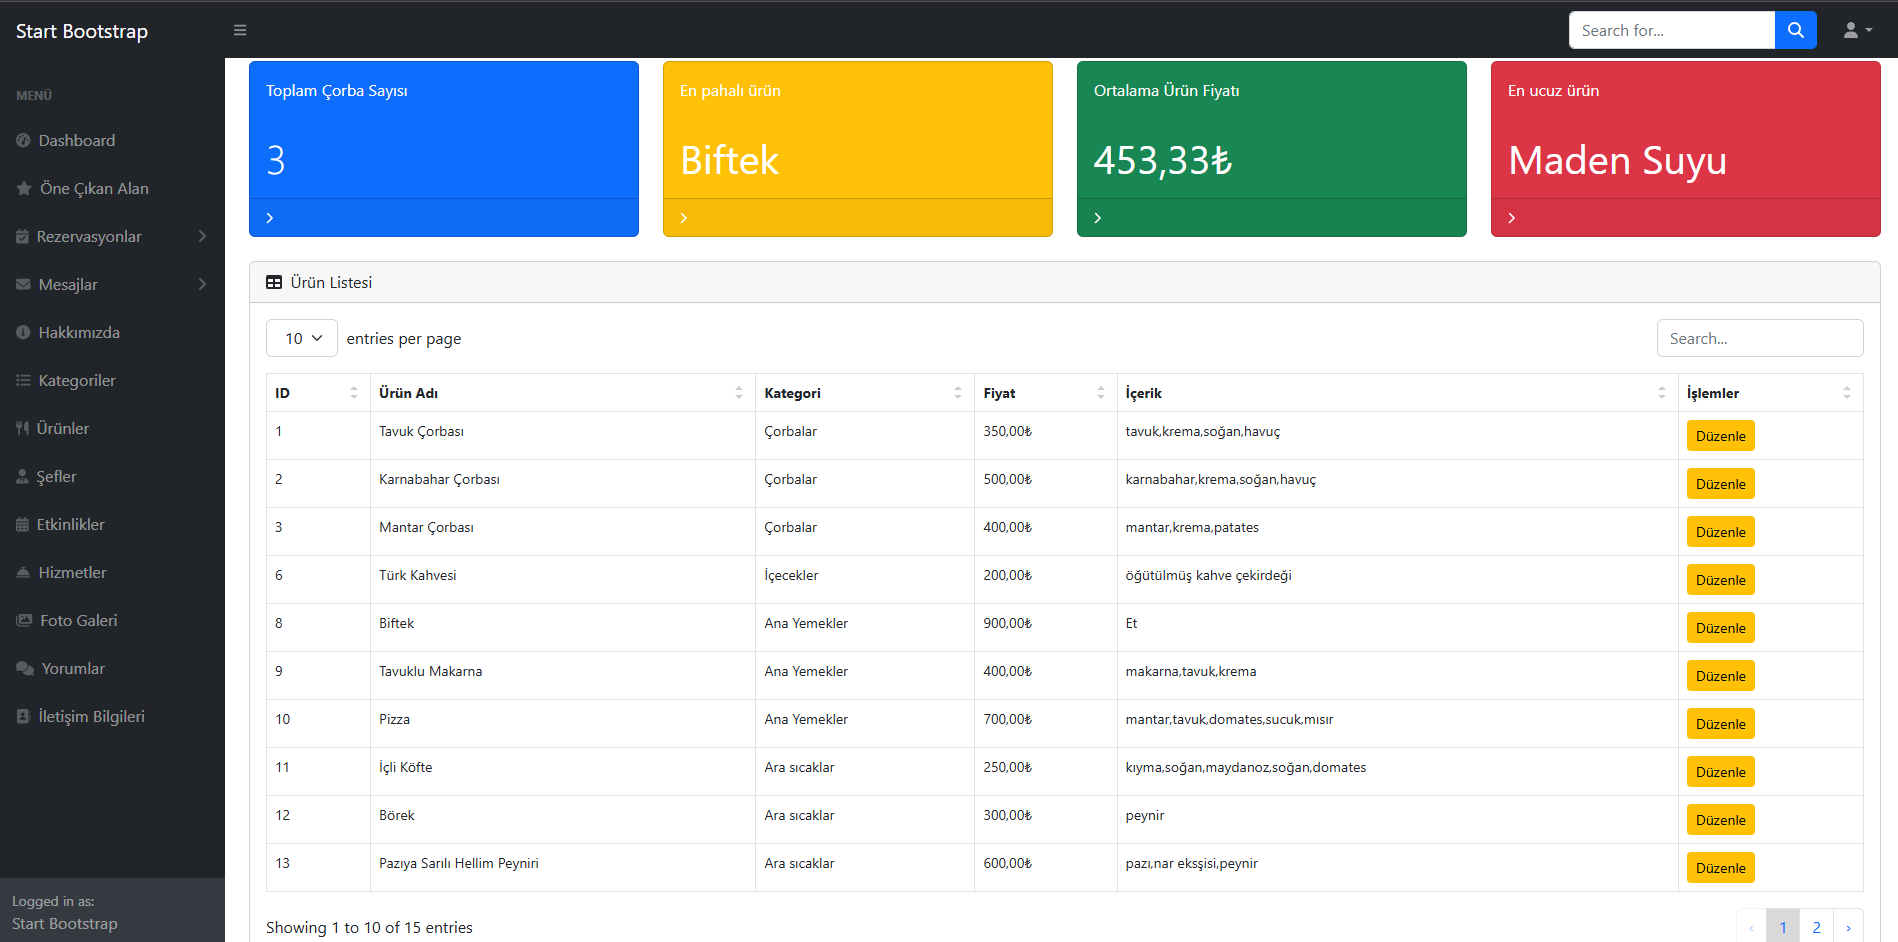 Start Bootstrap
Search for...
MENÜ
Dashboard
Öne Çıkan Alan
Rezervasyonlar
Mesajlar
Hakkımızda
Kategoriler
Ürünler
Şefler
Etkinlikler
Hizmetler
Foto Galeri
Yorumlar
İletişim Bilgileri
Logged in as:
Start Bootstrap
Toplam Çorba Sayısı
3
En pahalı ürün
Biftek
Ortalama Ürün Fiyatı
453,33₺
En ucuz ürün
Maden Suyu
Ürün Listesi
10 entries per page
Search...
ID Ürün Adı Kategori Fiyat İçerik İşlemler
1 Tavuk Çorbası Çorbalar 350,00₺ tavuk,krema,soğan,havuç Düzenle
2 Karnabahar Çorbası Çorbalar 500,00₺ karnabahar,krema,soğan,havuç Düzenle
3 Mantar Çorbası Çorbalar 400,00₺ mantar,krema,patates Düzenle
6 Türk Kahvesi İçecekler 200,00₺ öğütülmüş kahve çekirdeği Düzenle
8 Biftek Ana Yemekler 900,00₺ Et Düzenle
9 Tavuklu Makarna Ana Yemekler 400,00₺ makarna,tavuk,krema Düzenle
10 Pizza Ana Yemekler 700,00₺ mantar,tavuk,domates,sucuk,mısır Düzenle
11 İçli Köfte Ara sıcaklar 250,00₺ kıyma,soğan,maydanoz,soğan,domates Düzenle
12 Börek Ara sıcaklar 300,00₺ peynir Düzenle
13 Pazıya Sarılı Hellim Peyniri Ara sıcaklar 600,00₺ pazı,nar eksşisi,peynir Düzenle
Showing 1 to 10 of 15 entries
‹ 1 2 ›